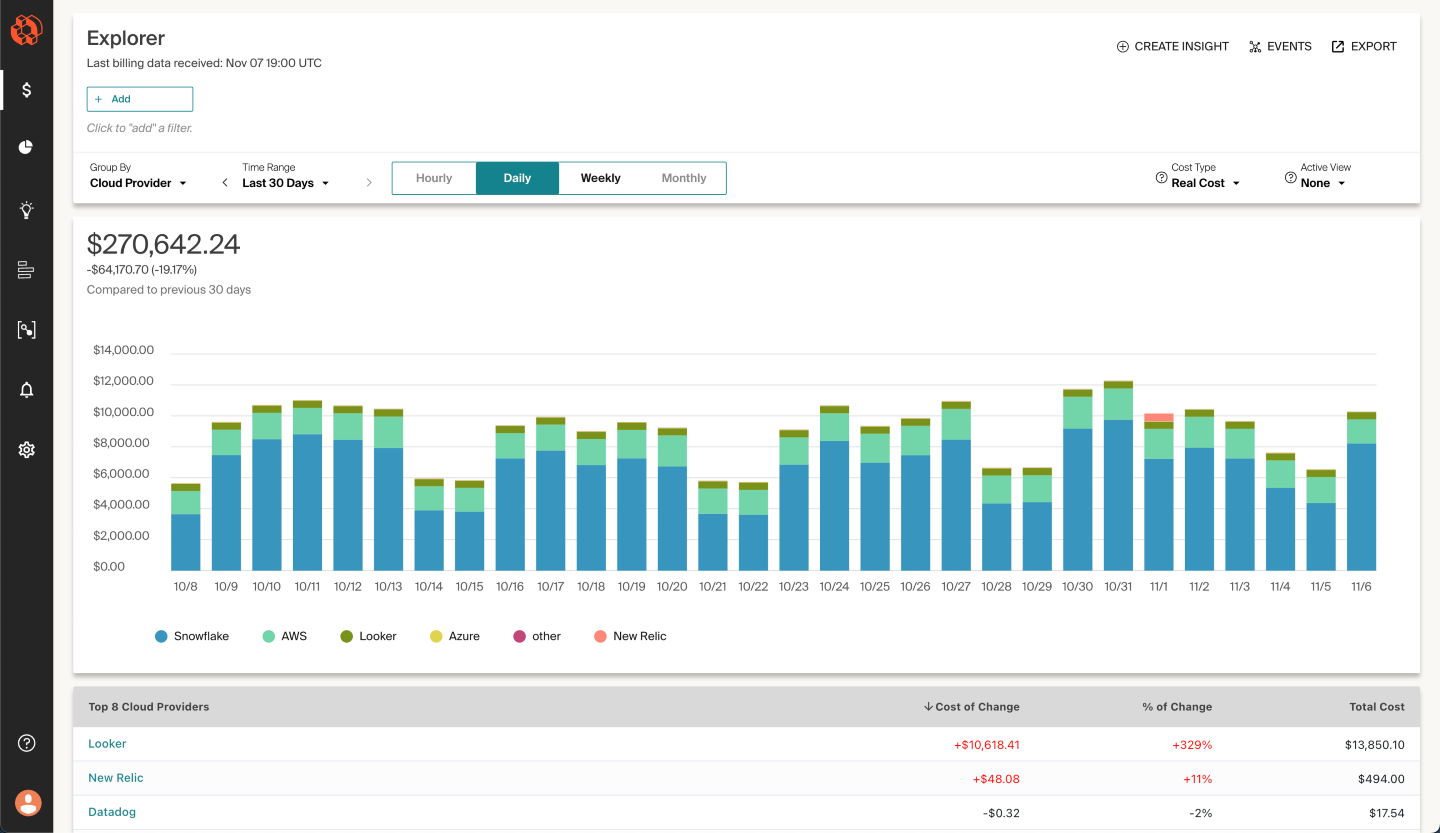 Explorer
Last billing data received: Nov 07 19:00 UTC
CREATE INSIGHT EVENTS EXPORT
+ Add
Click to "add" a filter.
Group By
Cloud Provider
Time Range
Last 30 Days
Hourly Daily Weekly Monthly
Cost Type
Real Cost
Active View
None
$270,642.24
-$64,170.70 (-19.17%)
Compared to previous 30 days
$14,000.00
$12,000.00
$10,000.00
$8,000.00
$6,000.00
$4,000.00
$2,000.00
$0.00
10/8 10/9 10/10 10/11 10/12 10/13 10/14 10/15 10/16 10/17 10/18 10/19 10/20 10/21 10/22 10/23 10/24 10/25 10/26 10/27 10/28 10/29 10/30 10/31 11/1 11/2 11/3 11/4 11/5 11/6
Snowflake AWS Looker Azure other New Relic
Top 8 Cloud Providers Cost of Change % of Change Total Cost
Looker +$10,618.41 +329% $13,850.10
New Relic +$48.08 +11% $494.00
Datadog -$0.32 -2% $17.54